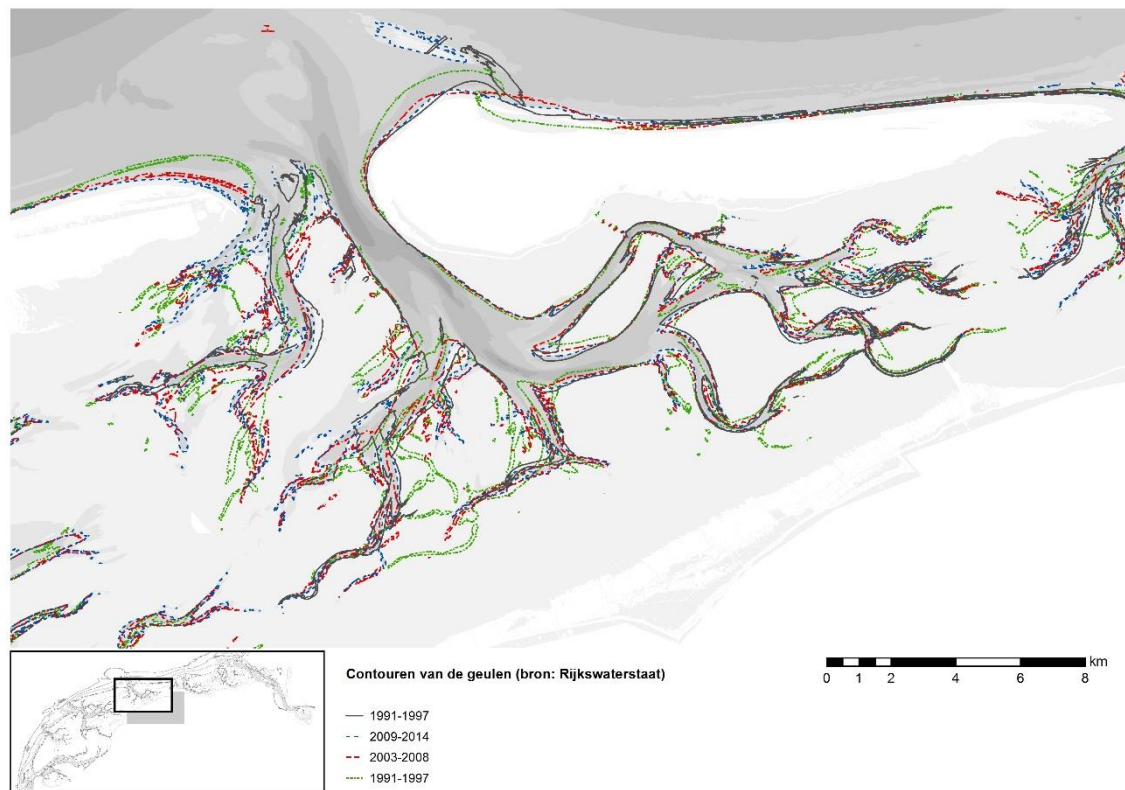 Contouren van de geulen (bron: Rijkswaterstaat)
1991-1997
2009-2014
2003-2008
1991-1997
km
0 1 2 4 6 8